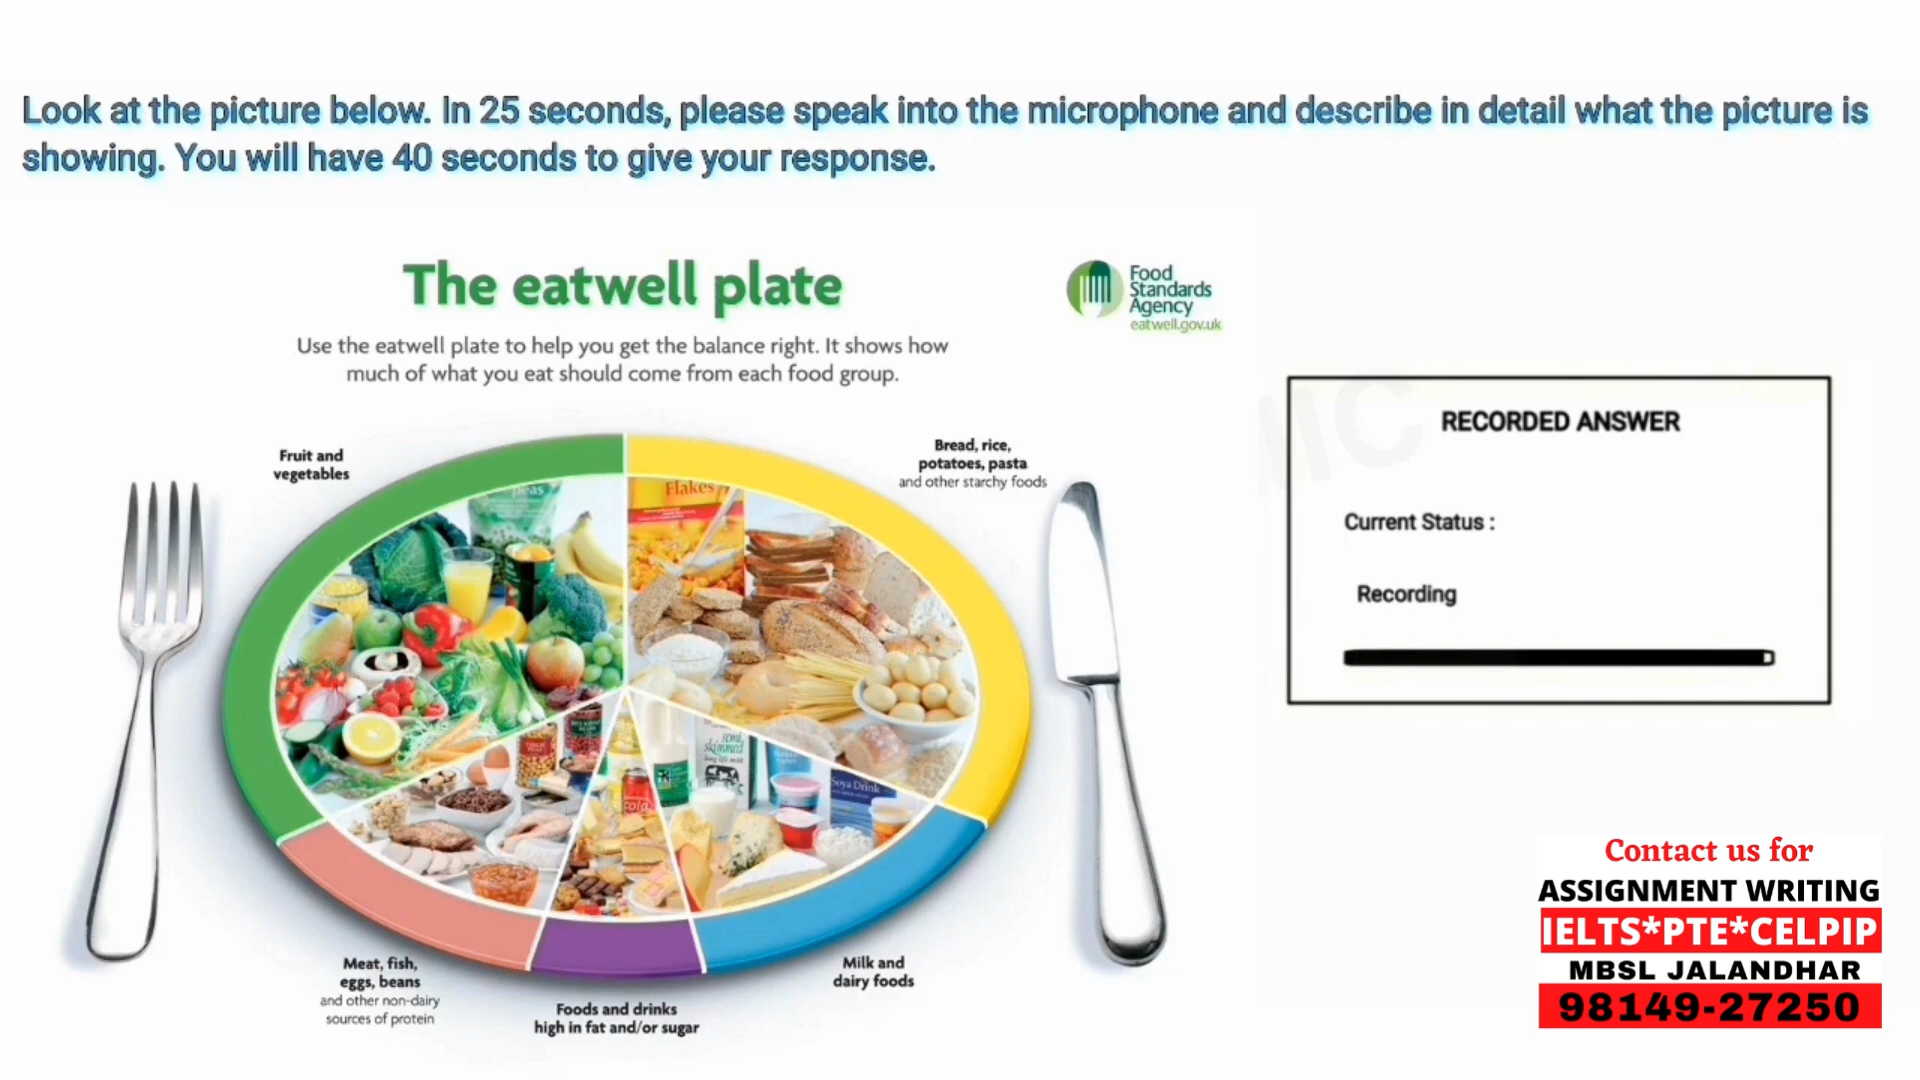 Look at the picture below. In 25 seconds, please speak into the microphone and describe in detail what the picture is
showing. You will have 40 seconds to give your response.
The eatwell plate
Food
Standards
Agency
eatwell.gov.uk
Use the eatwell plate to help you get the balance right. It shows how
much of what you eat should come from each food group.
Fruit and
vegetables
Bread, rice,
potatoes, pasta
and other starchy foods
peas
Flakes
semi
skimmed
long life milk
Soya Drink
cola
Meat, fish,
eggs, beans
and other non-dairy
sources of protein
Foods and drinks
high in fat and/or sugar
Milk and
dairy foods
RECORDED ANSWER
Current Status :
Recording
Contact us for
ASSIGNMENT WRITING
IELTS*PTE*CELPIP
MBSL JALANDHAR
98149-27250